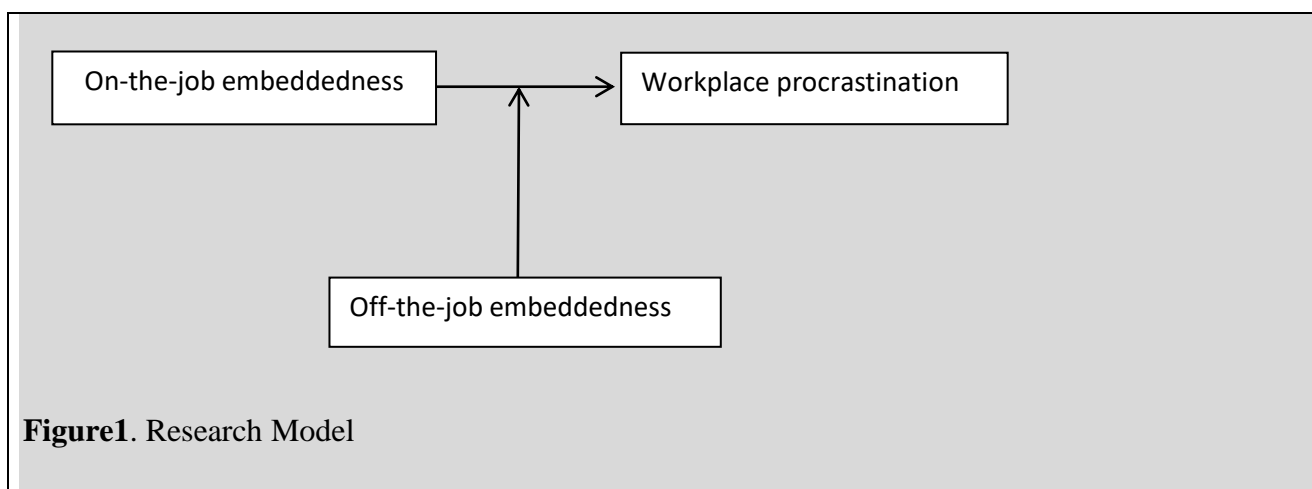 On-the-job embeddedness
Workplace procrastination
Off-the-job embeddedness
Figure1. Research Model